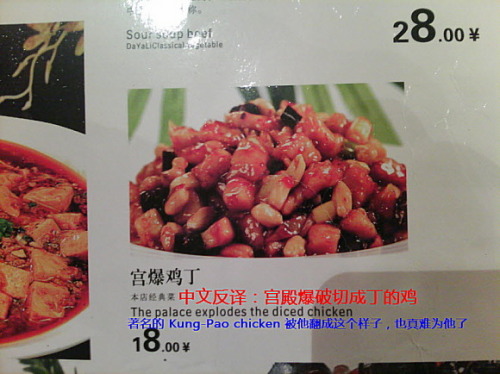 你。
Sour soup beef
DaYaLiClassical vegetable
28.00¥
宫爆鸡丁
本店经典菜
中文反译：宫殿爆破切成丁的鸡
The palace explodes the diced chicken
著名的 Kung-Pao chicken 被他翻成这个样子，也真难为他了
18.00¥